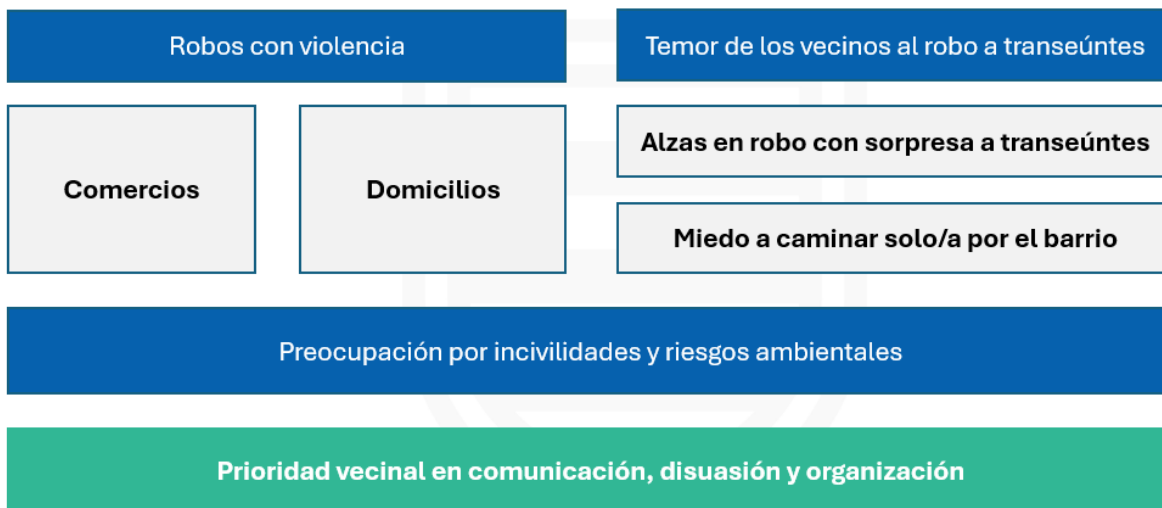 Robos con violencia
Temor de los vecinos al robo a transeúntes
Comercios
Domicilios
Alzas en robo con sorpresa a transeúntes
Miedo a caminar solo/a por el barrio
Preocupación por incivilidades y riesgos ambientales
Prioridad vecinal en comunicación, disuasión y organización